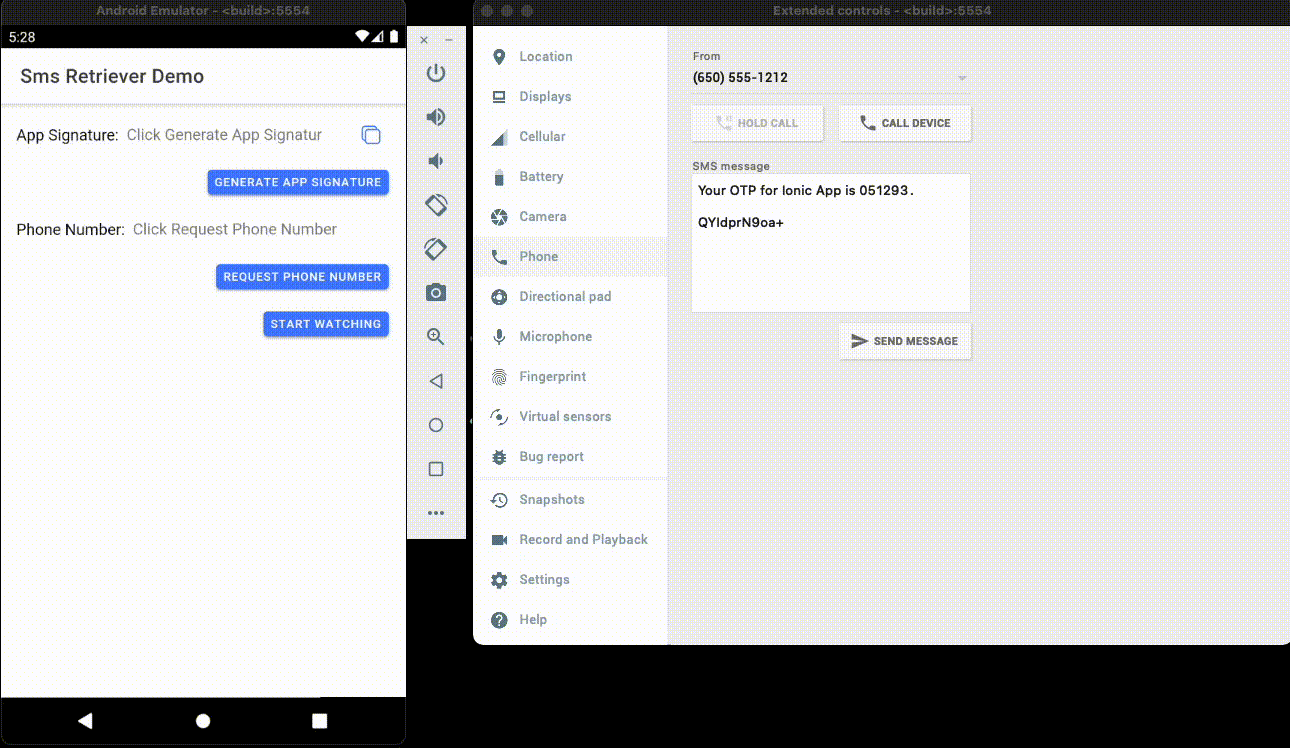 Android Emulator - <build>:5554
5:28
Sms Retriever Demo
App Signature: Click Generate App Signatur
GENERATE APP SIGNATURE
Phone Number: Click Request Phone Number
REQUEST PHONE NUMBER
START WATCHING
Extended controls - <build>:5554
Location
Displays
Cellular
Battery
Camera
Phone
Directional pad
Microphone
Fingerprint
Virtual sensors
Bug report
Snapshots
Record and Playback
Settings
Help
From
(650) 555-1212
HOLD CALL
CALL DEVICE
SMS message
Your OTP for Ionic App is 051293.
QYIdprN9oa+
SEND MESSAGE